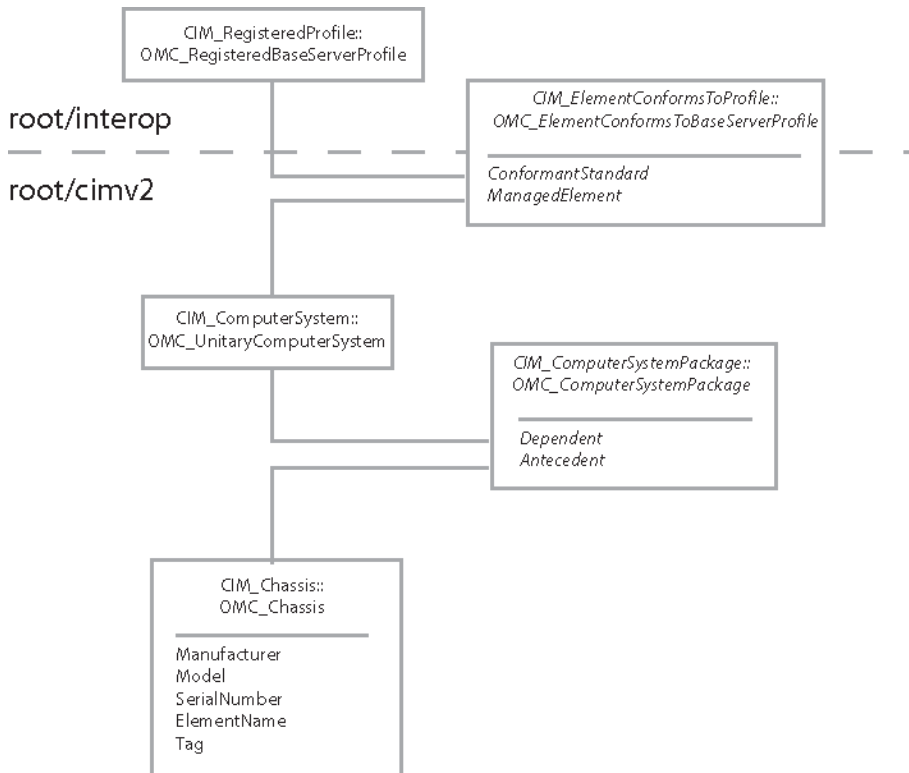 CIM_RegisteredProfile::
OMC_RegisteredBaseServerProfile
root/interop
CIM_ElementConformsToProfile::
OMC_ElementConformsToBaseServerProfile
ConformantStandard
ManagedElement
root/cimv2
CIM_ComputerSystem::
OMC_UnitaryComputerSystem
CIM_ComputerSystemPackage::
OMC_ComputerSystemPackage
Dependent
Antecedent
CIM_Chassis::
OMC_Chassis
Manufacturer
Model
SerialNumber
ElementName
Tag